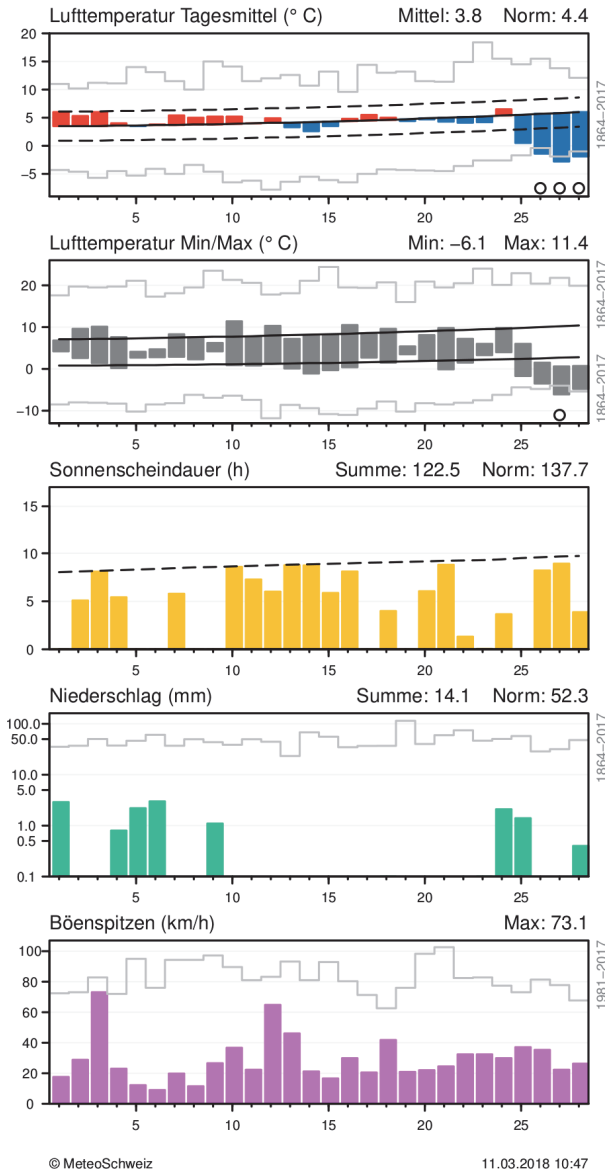 Lufttemperatur Tagesmittel (° C) Mittel: 3.8 Norm: 4.4
20
15
10
5
0
−5
5 10 15 20 25
1864−2017
Lufttemperatur Min/Max (° C) Min: −6.1 Max: 11.4
20
10
0
−10
5 10 15 20 25
1864−2017
1864−2017
Sonnenscheindauer (h) Summe: 122.5 Norm: 137.7
15
10
5
0
5 10 15 20 25
Niederschlag (mm) Summe: 14.1 Norm: 52.3
100.0
50.0
10.0
5.0
1.0
0.5
0.1
5 10 15 20 25
1864−2017
Böenspitzen (km/h) Max: 73.1
100
80
60
40
20
0
5 10 15 20 25
1981−2017
© MeteoSchweiz 11.03.2018 10:47